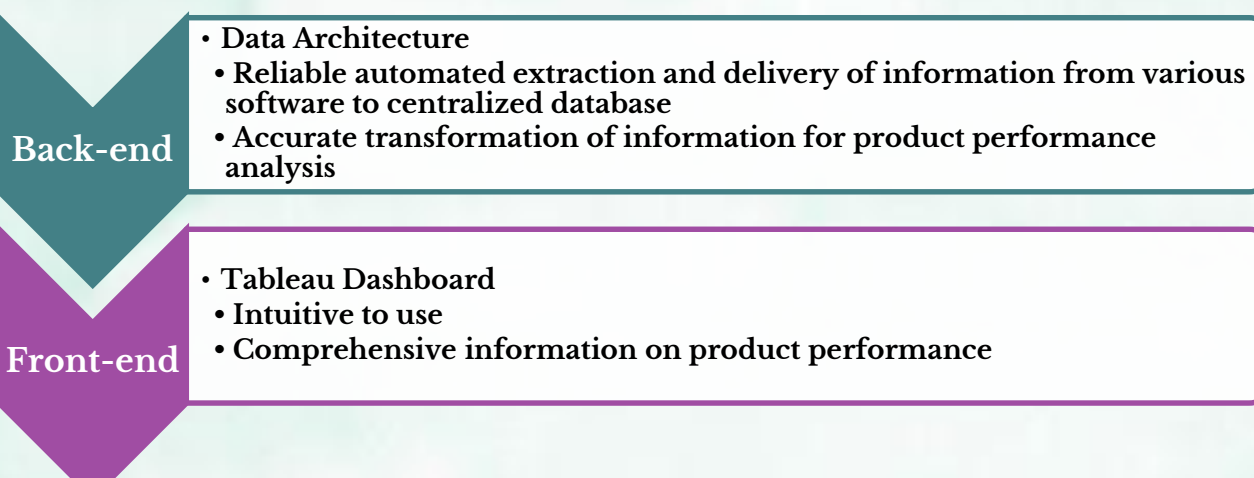 Back-end
• Data Architecture
• Reliable automated extraction and delivery of information from various
software to centralized database
• Accurate transformation of information for product performance
analysis
Front-end
• Tableau Dashboard
• Intuitive to use
• Comprehensive information on product performance